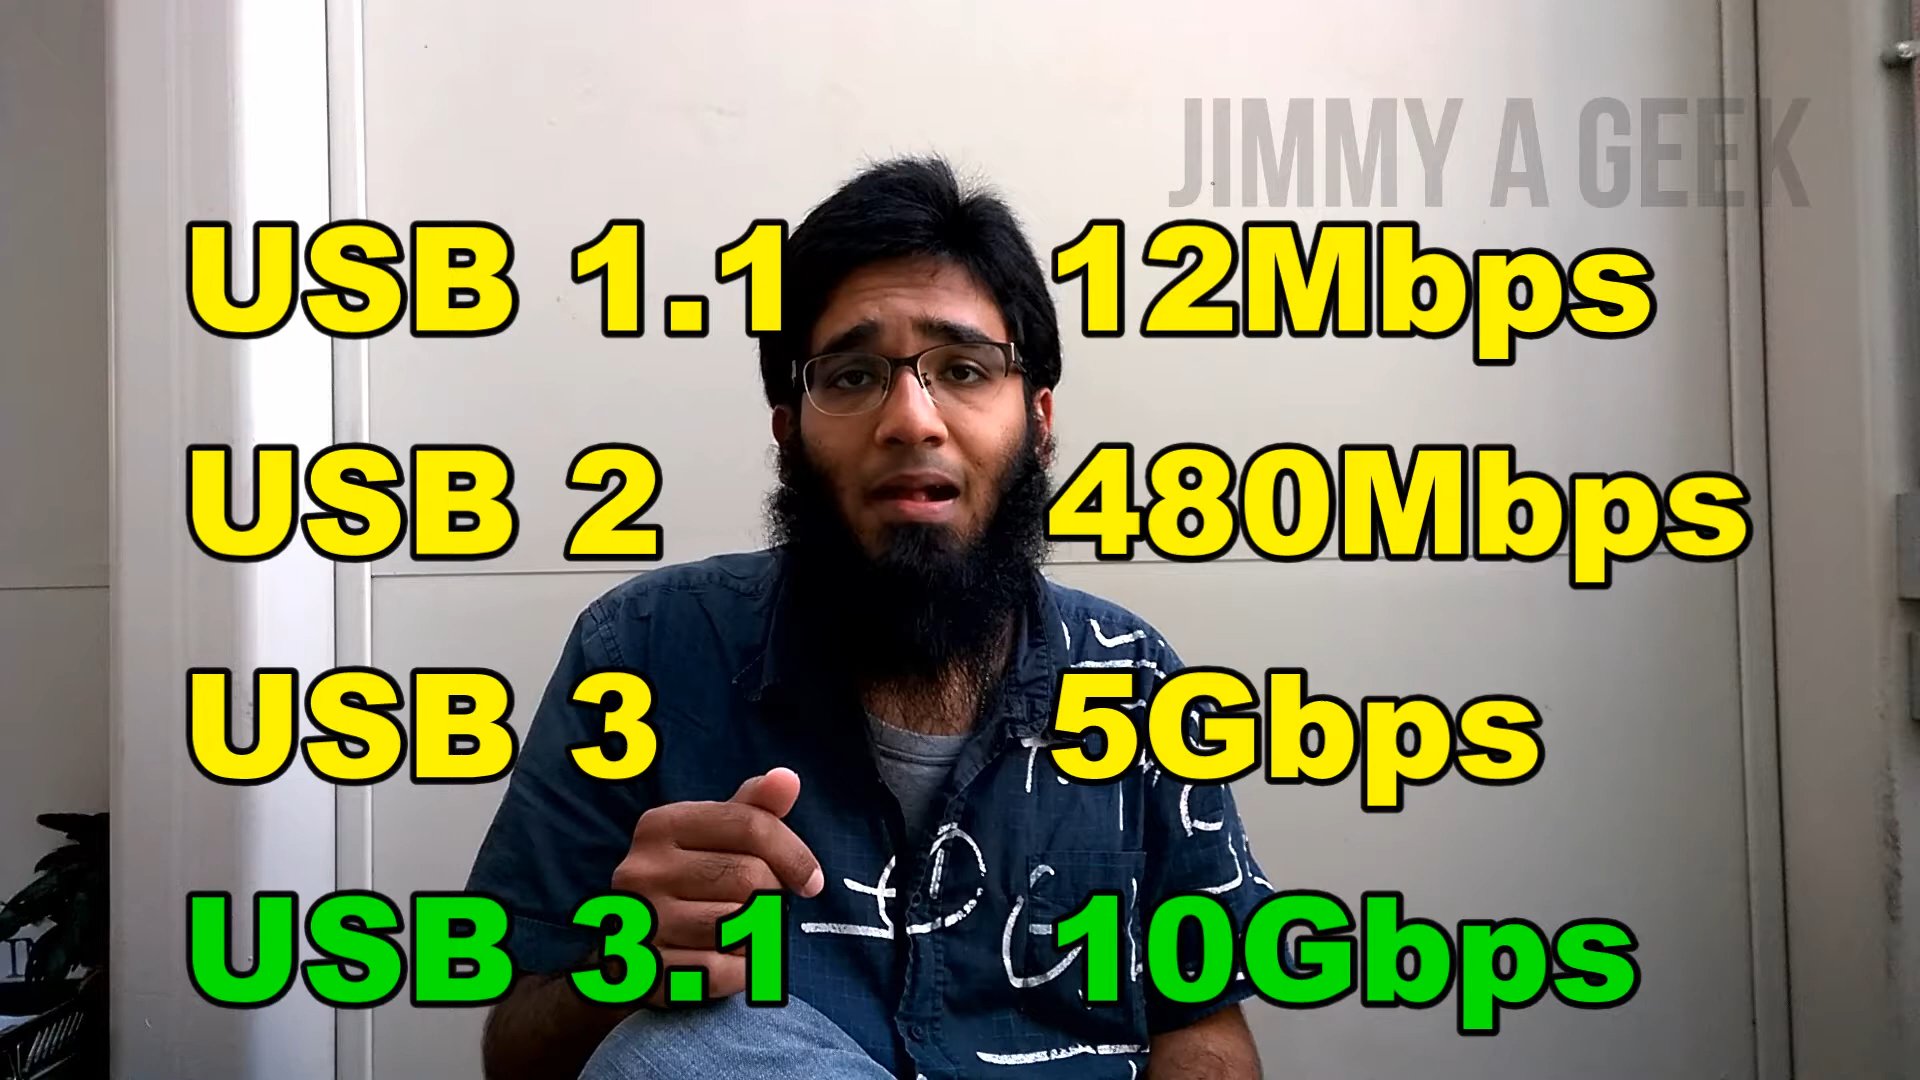 JIMMY A GEEK
USB 1.1 12Mbps
USB 2 480Mbps
USB 3 5Gbps
USB 3.1 10Gbps